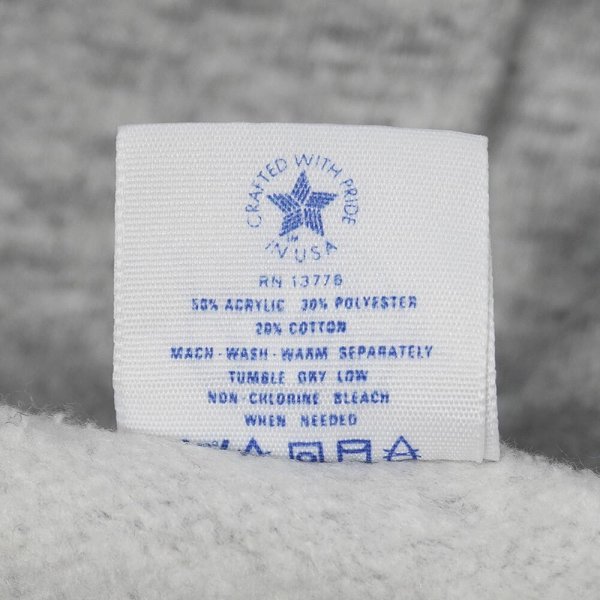 CRAFTED WITH PRIDE
IN USA
TM
RN 13776
50% ACRYLIC 30% POLYESTER
20% COTTON
MACH-WASH-WARM SEPARATELY
TUMBLE DRY LOW
NON-CHLORINE BLEACH
WHEN NEEDED